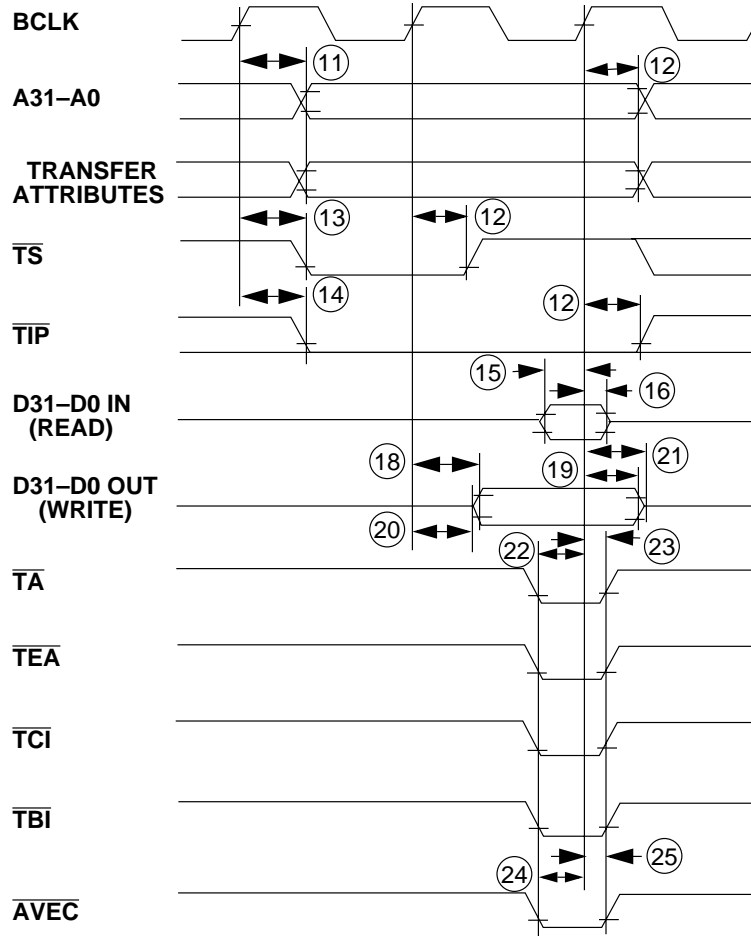 BCLK
11
12
A31–A0
TRANSFER
ATTRIBUTES
13
12
TS
14
12
TIP
15
16
D31–D0 IN
(READ)
18
19
21
D31–D0 OUT
(WRITE)
20
22
23
TA
TEA
TCI
TBI
24
25
AVEC